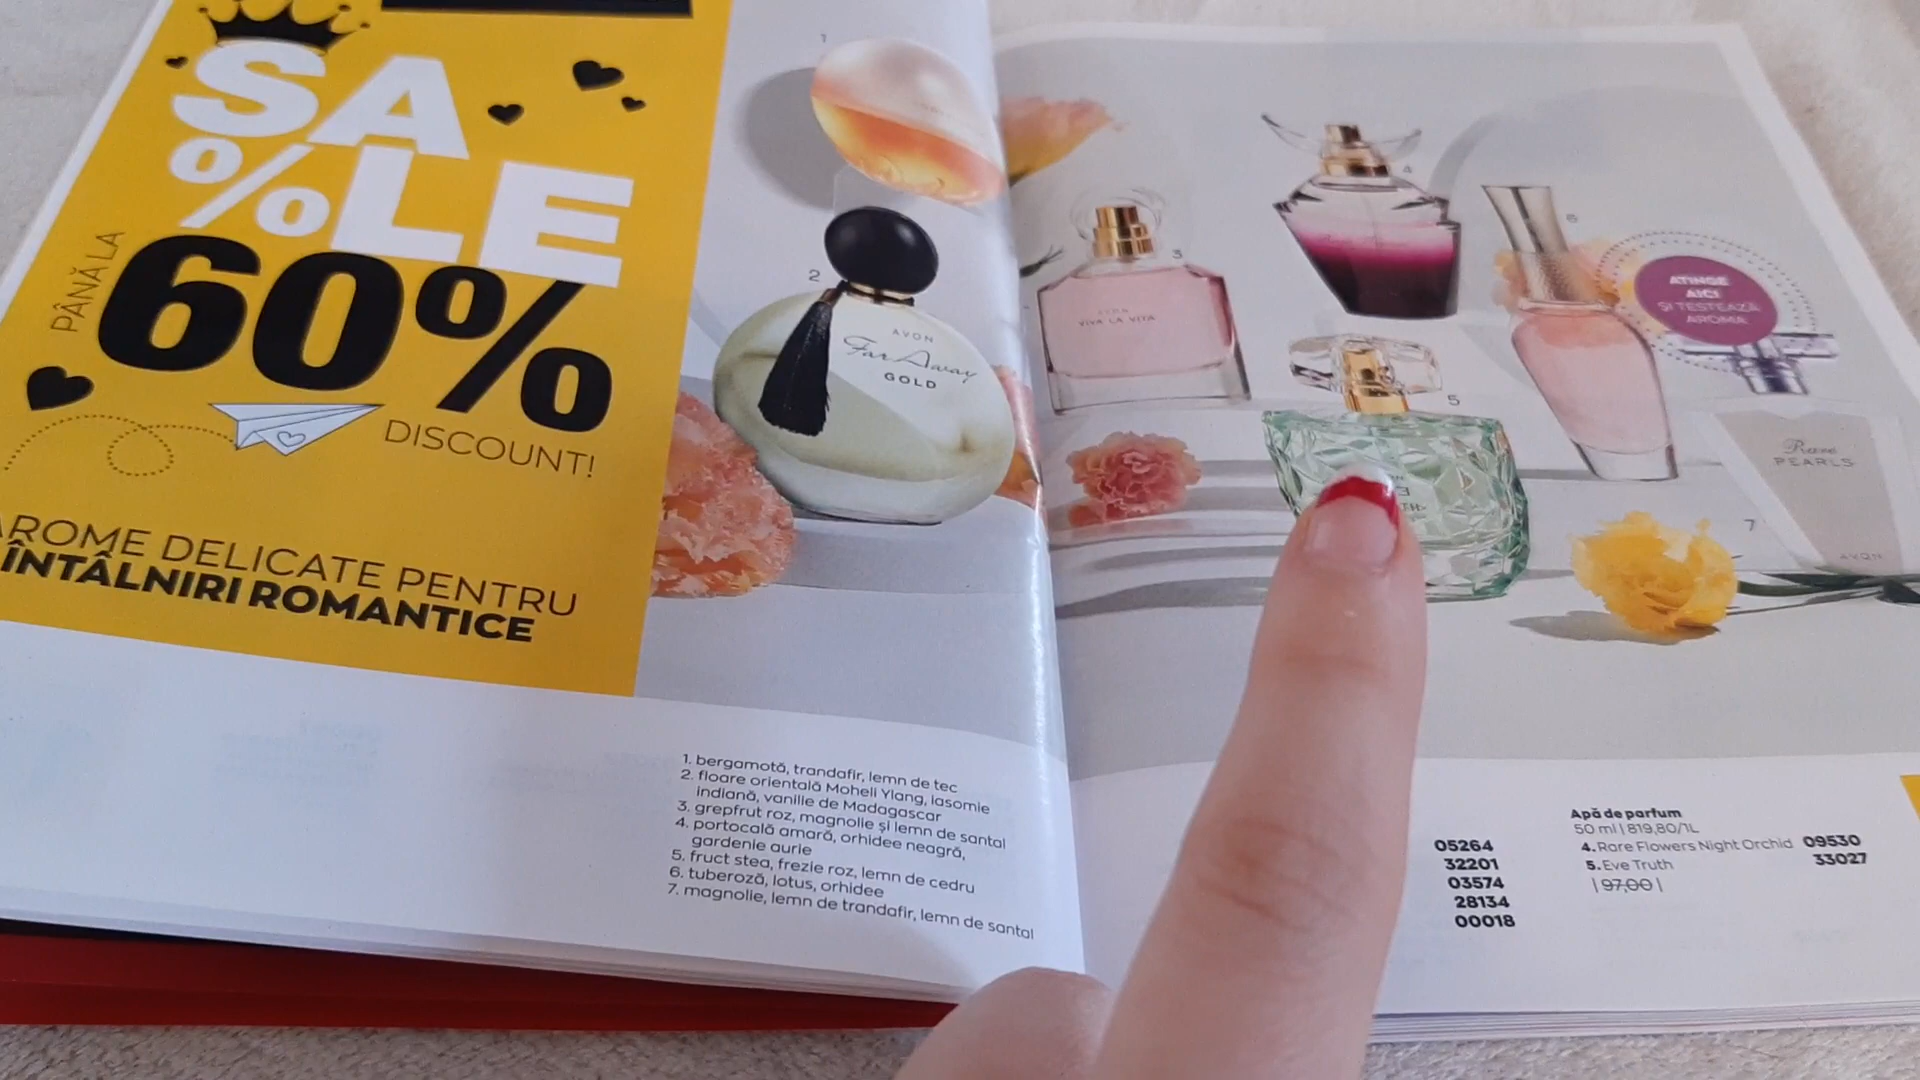 SA
%LE
PÂNĂ LA
60%
DISCOUNT!
AROME DELICATE PENTRU
ÎNTÂLNIRI ROMANTICE
1
2
AVON
Far Away
GOLD
3
VIVA LA VITA
4
5
6
7
ATINGE
AICI
ȘI TESTEAZĂ
AROMA
Rare
PEARLS
AVON
1. bergamotă, trandafir, lemn de tec
2. floare orientală Moheli Ylang, iasomie
indiană, vanilie de Madagascar
3. grepfrut roz, magnolie și lemn de santal
4. portocală amară, orhidee neagră,
gardenie aurie
5. fruct stea, frezie roz, lemn de cedru
6. tuberoză, lotus, orhidee
7. magnolie, lemn de trandafir, lemn de santal
05264
32201
03574
28134
00018
Apă de parfum
50 ml | 819,80/1L
4. Rare Flowers Night Orchid 09530
5. Eve Truth 33027
| 97,00 |